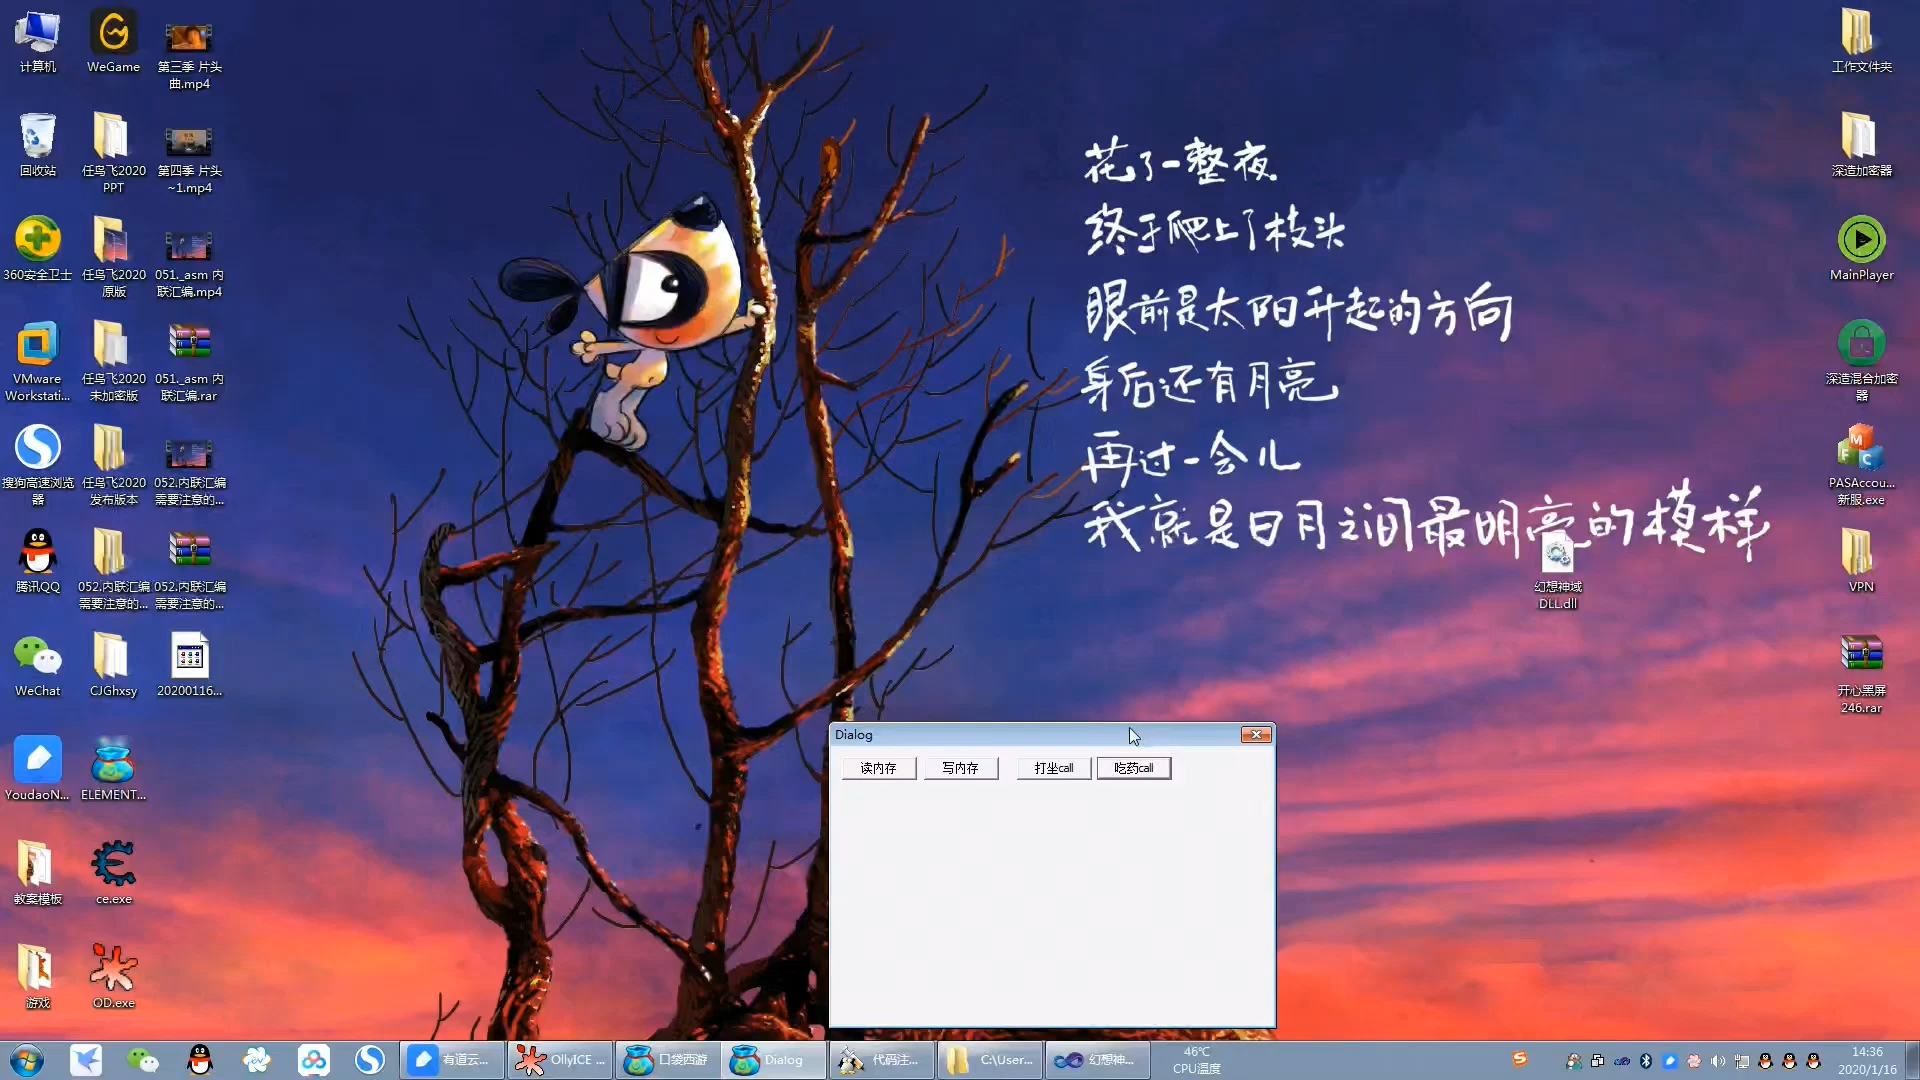 计算机
WeGame
第三季 片头
曲.mp4
回收站
任鸟飞2020
PPT
第四季 片头
~1.mp4
360安全卫士
任鸟飞2020
原版
051._asm 内
联汇编.mp4
VMware
Workstati...
任鸟飞2020
未加密版
051._asm 内
联汇编.rar
搜狗高速浏览
器
任鸟飞2020
发布版本
052.内联汇编
需要注意的...
腾讯QQ
052.内联汇编
需要注意的...
052.内联汇编
需要注意的...
WeChat
CJGhxsy
20200116...
YoudaoN...
ELEMENT...
教案模板
ce.exe
游戏
OD.exe
花了一整夜
终于爬上了枝头
眼前是太阳升起的方向
身后还有月亮
再过一会儿
我就是日月之间最明亮的模样
幻想神域
DLL.dll
工作文件夹
深造加密器
MainPlayer
深造混合加密
器
PASAccou...
新服.exe
VPN
开心黑屏
246.rar
Dialog
读内存
写内存
打坐call
吃药call
有道云...
OllyICE ...
口袋西游
Dialog
代码注...
C:\User...
幻想神...
46℃
CPU温度
14:36
2020/1/16